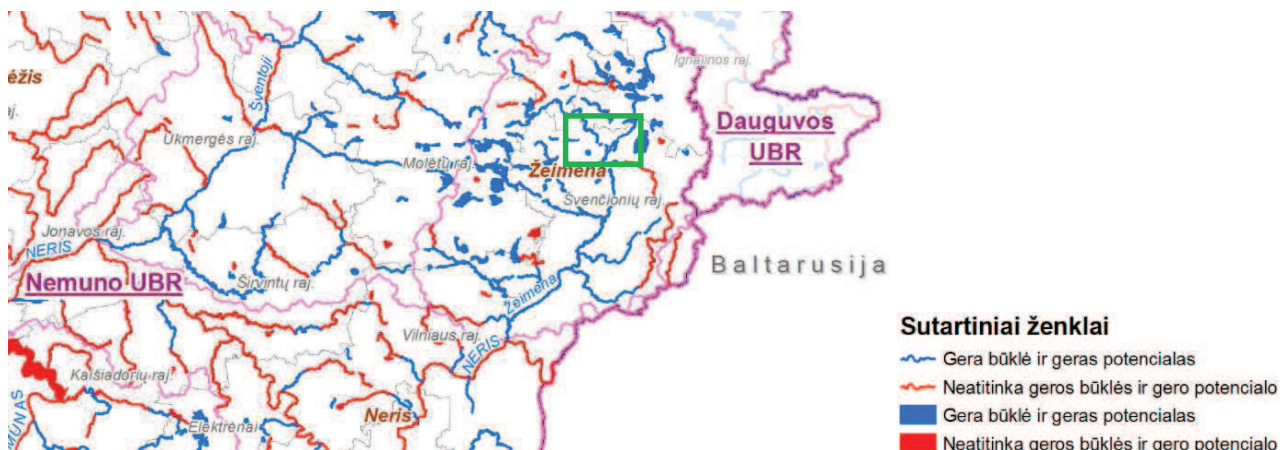 Ignalinos raj.
ėžis
Šventoji
aj.
Dauguvos
UBR
Ukmergės raj.
Molėtų raj.
Žeimena
Švenčionių raj.
Jonavos raj.
NERIS
Baltarusija
Nemuno UBR
Širvintų raj.
Žeimena
Vilniaus raj.
NERIS
Kaišiadorių raj.
Neris
Elektrėnai
MUNAS
Sutartiniai ženklai
Gera būklė ir geras potencialas
Neatitinka geros būklės ir gero potencialo
Gera būklė ir geras potencialas
Neatitinka geros būklės ir gero potencialo